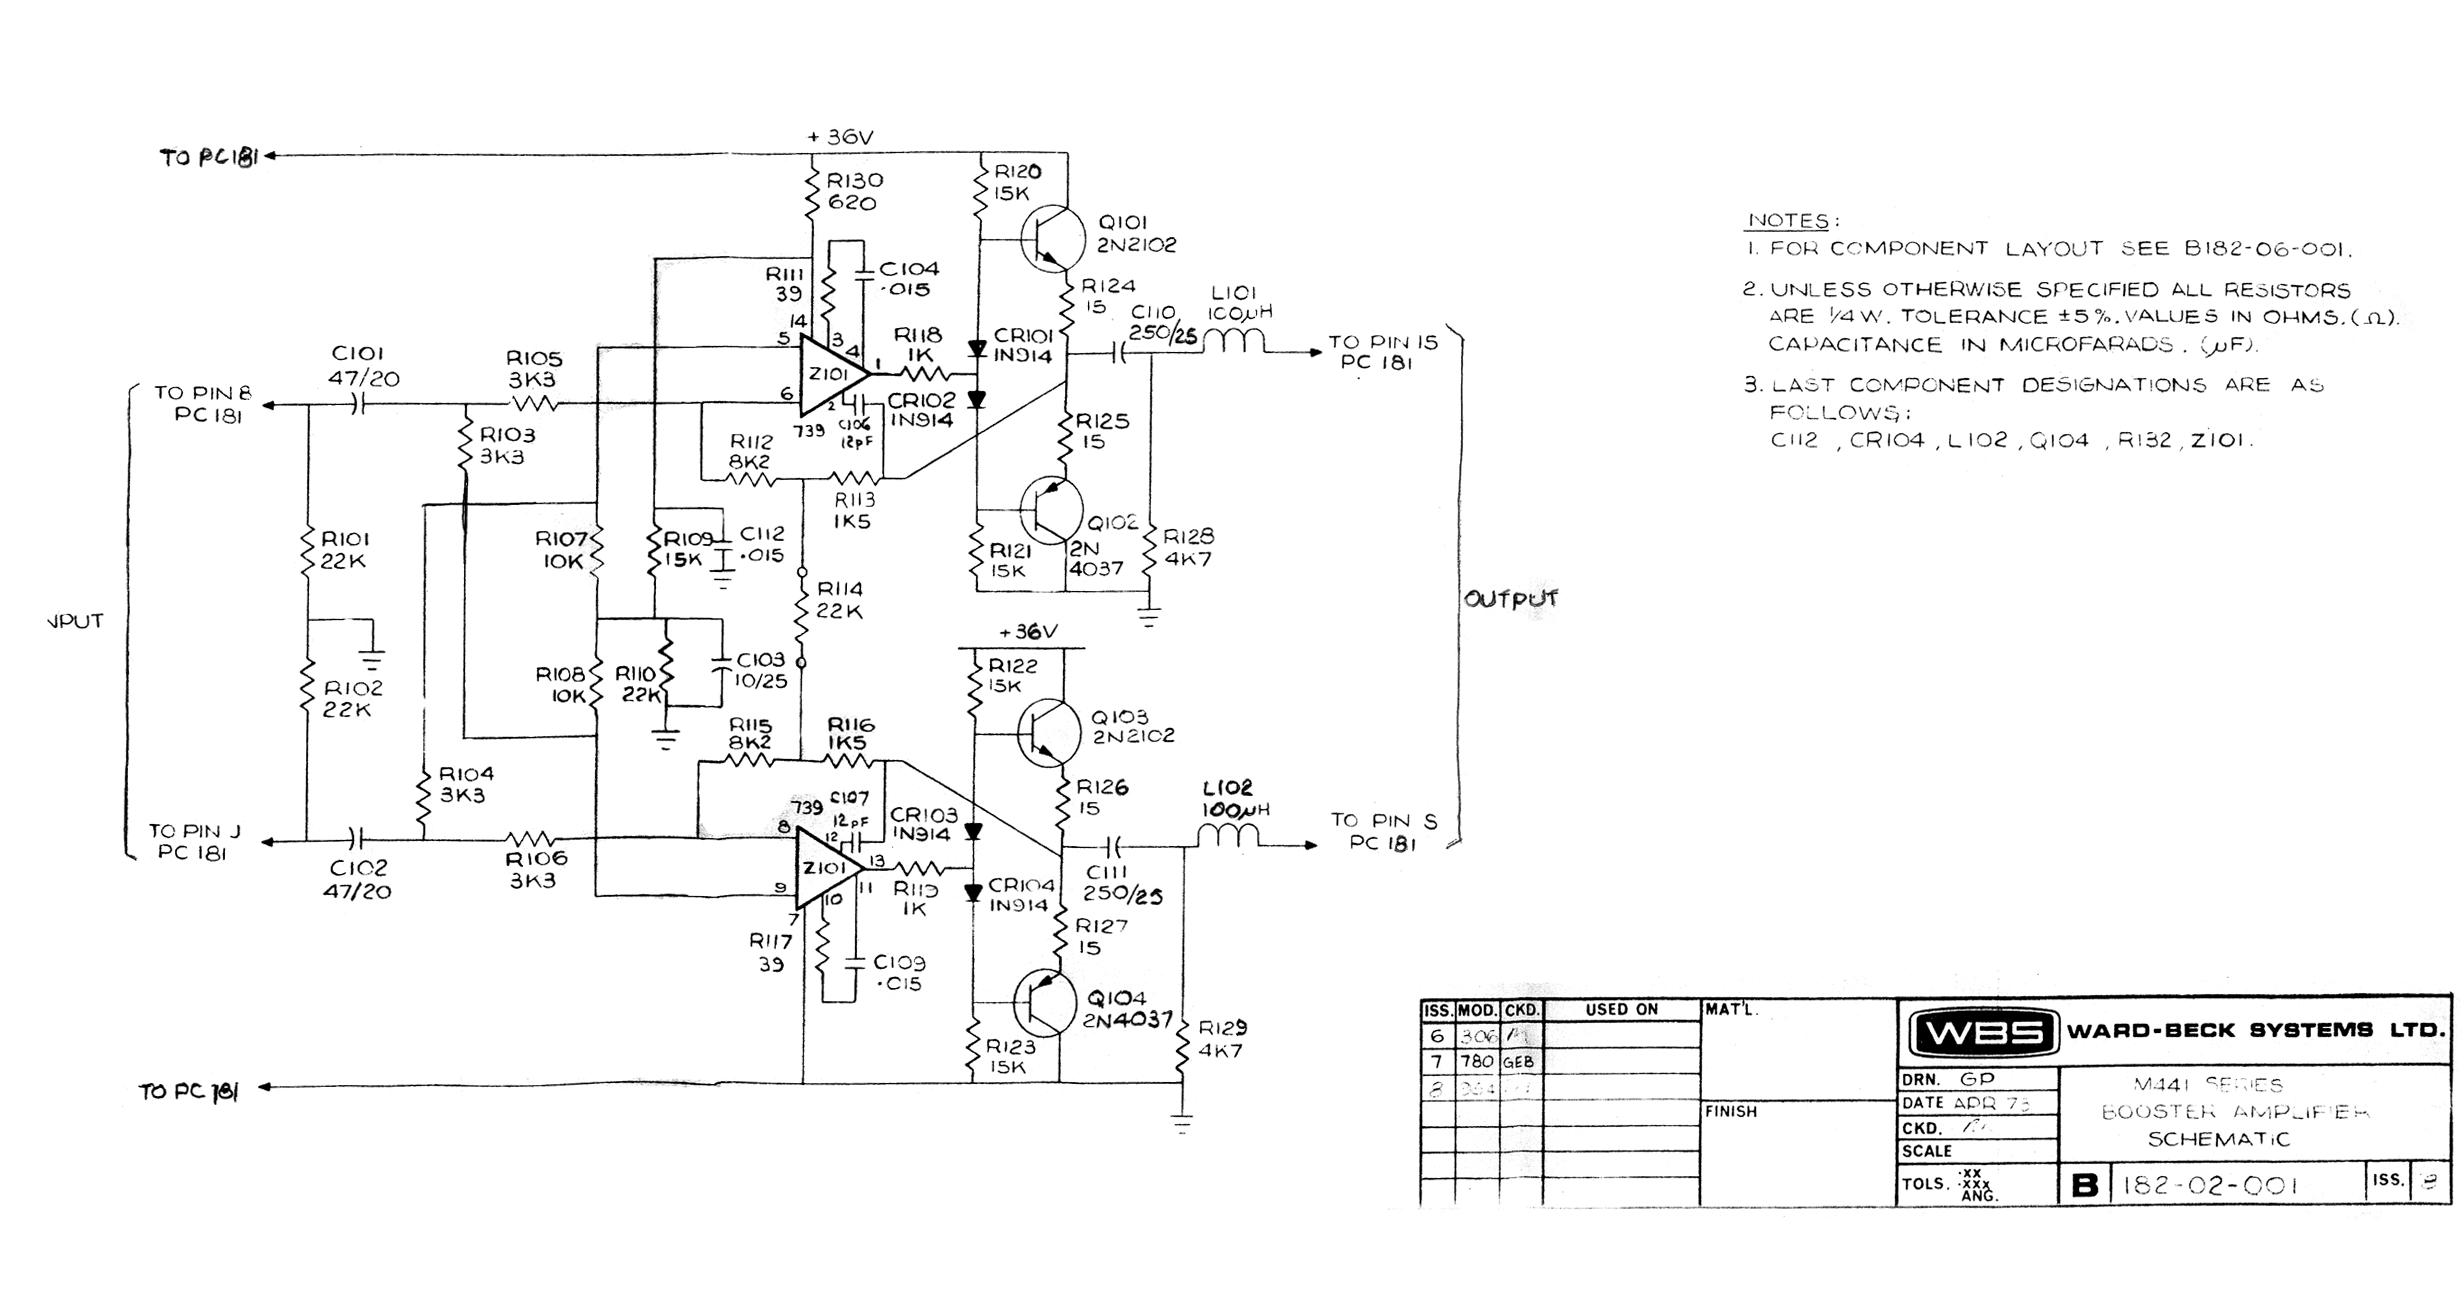 + 36V
TO PC181
R130
620
R120
15K
Q101
2N2102
R111
39
C104
.015
R124
15
14
3
4
5
1
6
2
Z101
739
R118
1K
CR101
1N914
CR102
1N914
C106
12pF
C110
250/25
L101
100µH
TO PIN 15
PC 181
C101
47/20
R105
3K3
TO PIN 8
PC 181
R103
3K3
R112
8K2
R113
1K5
R125
15
Q102
2N
4037
R101
22K
R107
10K
R109
15K
C112
.015
R121
15K
R128
4K7
R114
22K
INPUT
OUTPUT
+36V
R102
22K
R108
10K
R110
22K
C103
10/25
R122
15K
Q103
2N2102
R115
8K2
R116
1K5
R104
3K3
R126
15
L102
100µH
TO PIN J
PC 181
C102
47/20
R106
3K3
739
C107
12pF
8
12
Z101
13
11
9
10
7
CR103
1N914
R119
1K
CR104
1N914
C111
250/25
TO PIN S
PC 181
R117
39
C109
.015
R127
15
Q104
2N4037
R123
15K
R129
4K7
TO PC 181
NOTES:
1. FOR COMPONENT LAYOUT SEE B182-06-001.
2. UNLESS OTHERWISE SPECIFIED ALL RESISTORS
ARE 1/4 W. TOLERANCE ±5%. VALUES IN OHMS. (Ω).
CAPACITANCE IN MICROFARADS. (µF).
3. LAST COMPONENT DESIGNATIONS ARE AS
FOLLOWS:
C112 , CR104 , L102 , Q104 , R132 , Z101.
ISS. MOD. CKD. USED ON MAT'L.
6 306
7 780 GEB
8
FINISH
WBS WARD-BECK SYSTEMS LTD.
DRN. GP
DATE APR 73
CKD.
SCALE
TOLS. .XX
.XXX
ANG.
M441 SERIES
BOOSTER AMPLIFIER
SCHEMATIC
B 182-02-001 ISS. 8